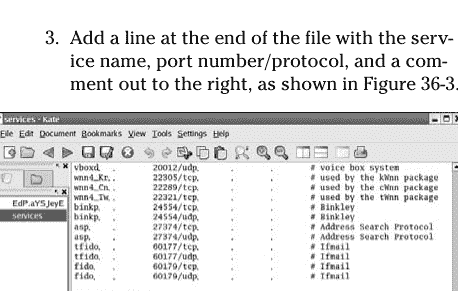 3. Add a line at the end of the file with the serv-
ice name, port number/protocol, and a com-
ment out to the right, as shown in Figure 36-3.
services - Kate
File Edit Document Bookmarks View Tools Settings Help
EdP.aYSJeyE
services
vboxd 20012/udp, # voice box system
wnn4_Kr, 22305/tcp, # used by the kWnn package
wnn4_Cn, 22289/tcp, # used by the cWnn package
wnn4_Tw, 22321/tcp, # used by the tWnn package
binkp, 24554/tcp, # Binkley
binkp, 24554/udp, # Binkley
asp, 27374/tcp, # Address Search Protocol
asp, 27374/udp, # Address Search Protocol
tfido, 60177/tcp, # Ifmail
tfido, 60177/udp, # Ifmail
fido, 60179/tcp, # Ifmail
fido, 60179/udp, # Ifmail